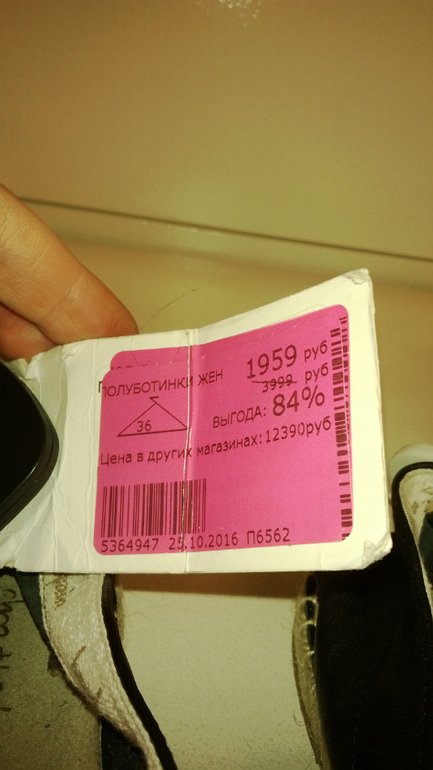 ПОЛУБОТИНКИ ЖЕН
1959 руб
3999 руб
36
ВЫГОДА: 84%
Цена в других магазинах: 12390руб
5364947 25.10.2016 П6562